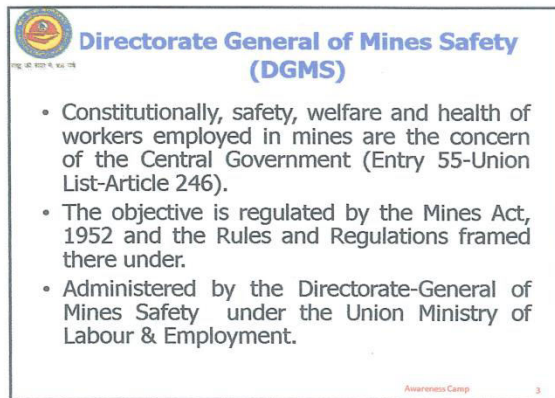 Directorate General of Mines Safety
(DGMS)
• Constitutionally, safety, welfare and health of
workers employed in mines are the concern
of the Central Government (Entry 55-Union
List-Article 246).
• The objective is regulated by the Mines Act,
1952 and the Rules and Regulations framed
there under.
• Administered by the Directorate-General of
Mines Safety under the Union Ministry of
Labour & Employment.
Awareness Camp 3